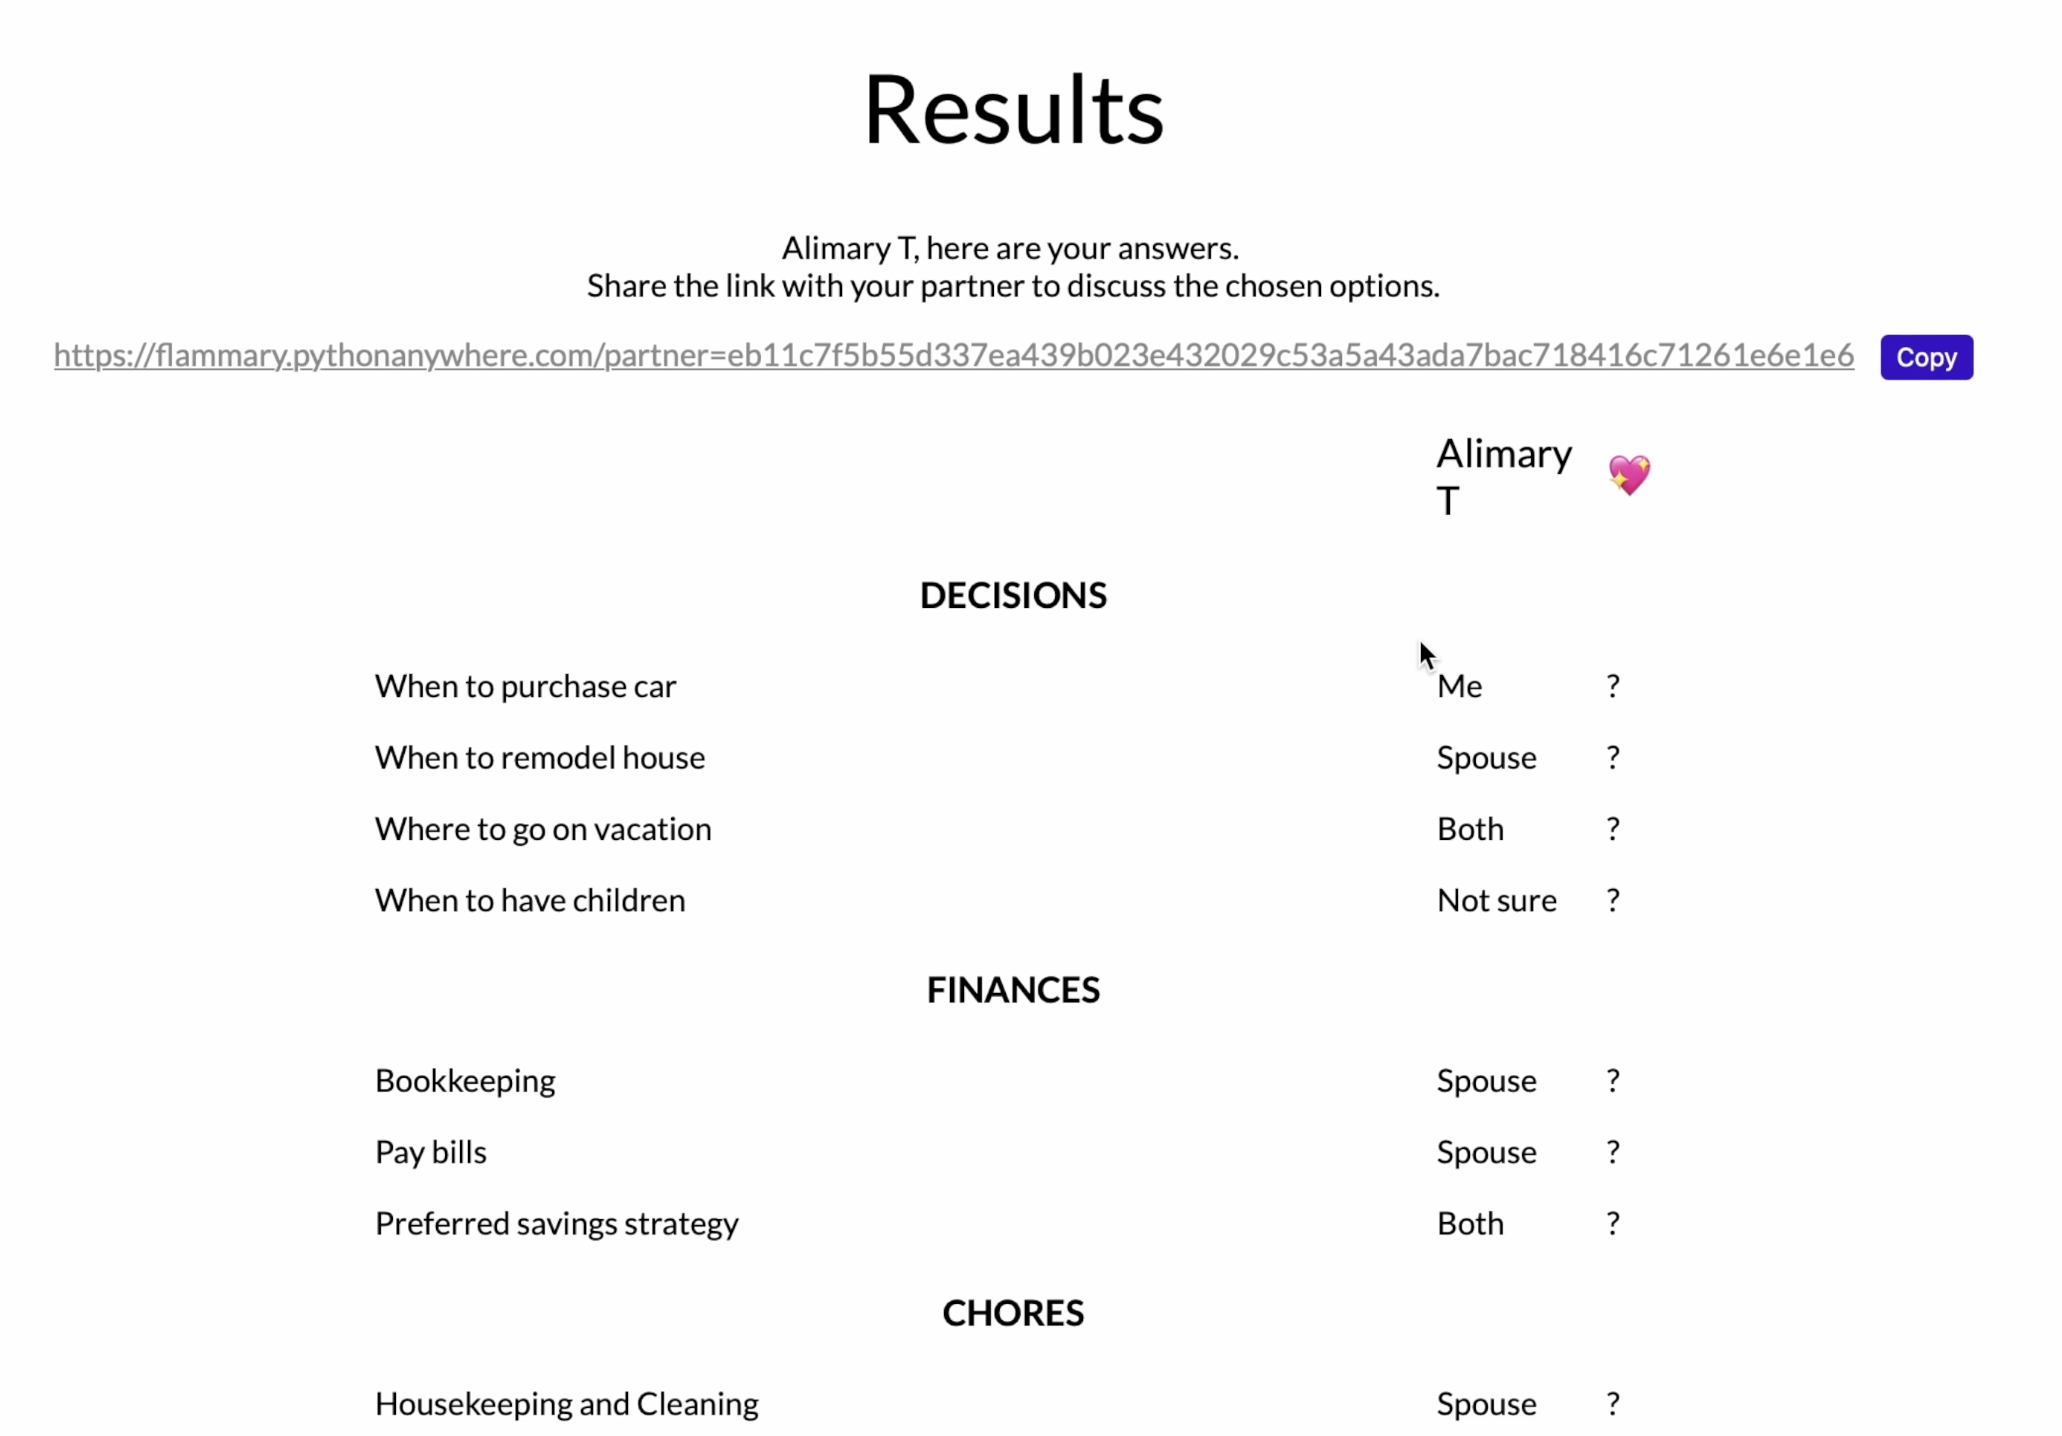 Results
Alimary T, here are your answers.
Share the link with your partner to discuss the chosen options.
https://flammary.pythonanywhere.com/partner=eb11c7f5b55d337ea439b023e432029c53a5a43ada7bac718416c71261e6e1e6 Copy
Alimary
T
DECISIONS
When to purchase car Me ?
When to remodel house Spouse ?
Where to go on vacation Both ?
When to have children Not sure ?
FINANCES
Bookkeeping Spouse ?
Pay bills Spouse ?
Preferred savings strategy Both ?
CHORES
Housekeeping and Cleaning Spouse ?